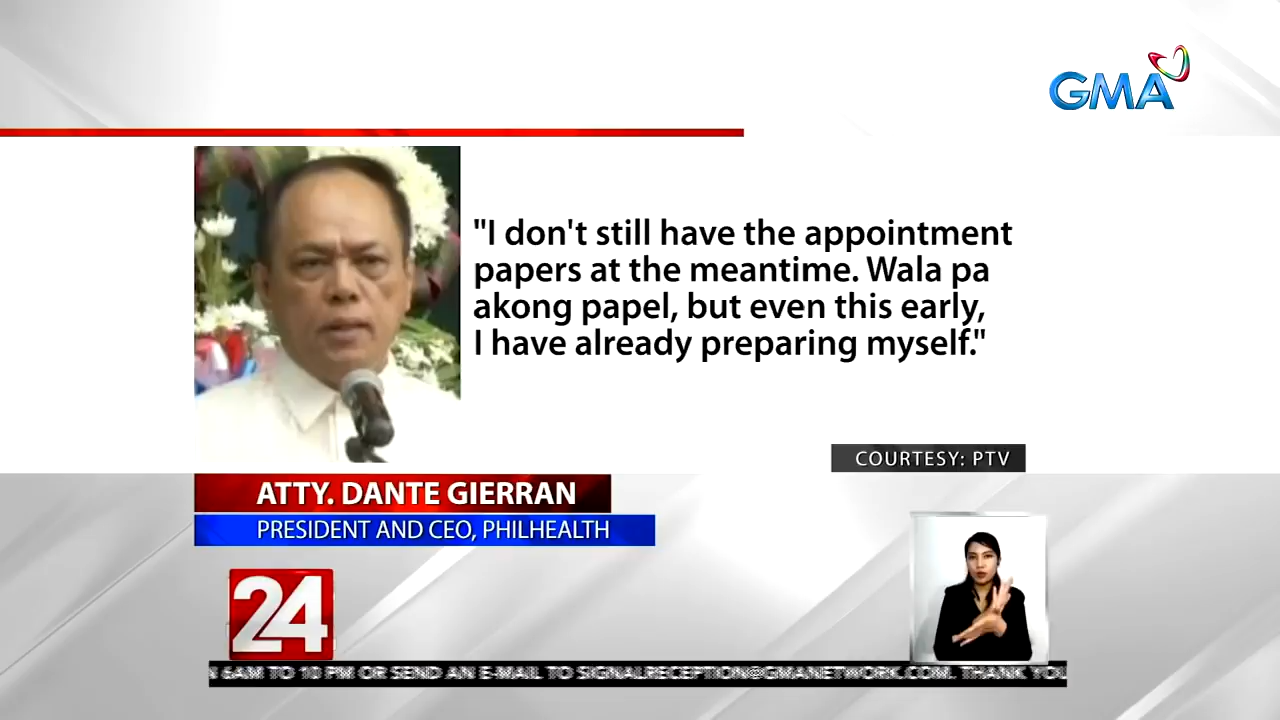 GMA
"I don't still have the appointment
papers at the meantime. Wala pa
akong papel, but even this early,
I have already preparing myself."
COURTESY: PTV
ATTY. DANTE GIERRAN
PRESIDENT AND CEO, PHILHEALTH
24
6AM TO 10 PM OR SEND AN E-MAIL TO SIGNALRECEPTION@GMANETWORK.COM. THANK YOU